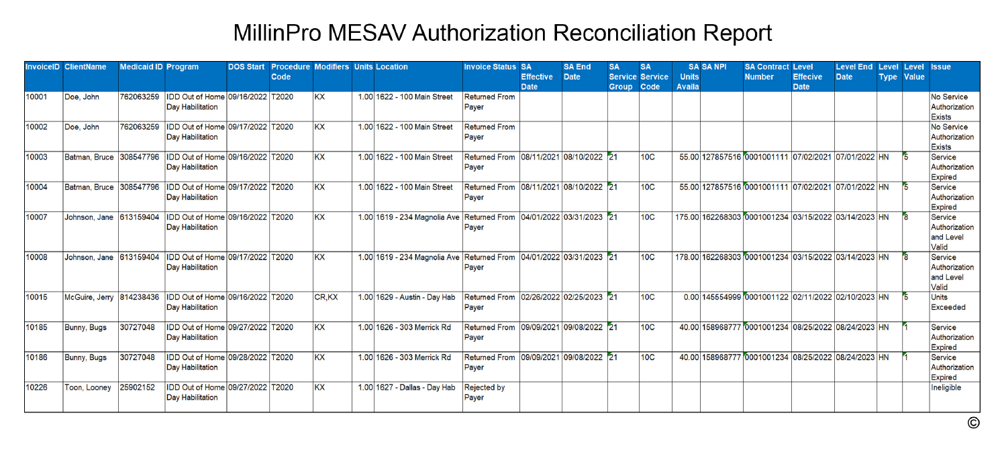 MillinPro MESAV Authorization Reconciliation Report
InvoiceID ClientName Medicaid ID Program DOS Start Procedure Code Modifiers Units Location Invoice Status SA Effective Date SA End Date SA Service Group SA Service Code SA Units Availa SA NPI SA Contract Number Level Effecive Date Level End Date Level Type Level Value Issue
10001 Doe, John 762063259 IDD Out of Home Day Habilitation 09/16/2022 T2020 KX 1.00 1622 - 100 Main Street Returned From Payer No Service Authorization Exists
10002 Doe, John 762063259 IDD Out of Home Day Habilitation 09/17/2022 T2020 KX 1.00 1622 - 100 Main Street Returned From Payer No Service Authorization Exists
10003 Batman, Bruce 308547796 IDD Out of Home Day Habilitation 09/16/2022 T2020 KX 1.00 1622 - 100 Main Street Returned From Payer 08/11/2021 08/10/2022 21 10C 55.00 127857516 0001001111 07/02/2021 07/01/2022 HN 5 Service Authorization Expired
10004 Batman, Bruce 308547796 IDD Out of Home Day Habilitation 09/17/2022 T2020 KX 1.00 1622 - 100 Main Street Returned From Payer 08/11/2021 08/10/2022 21 10C 55.00 127857516 0001001111 07/02/2021 07/01/2022 HN 5 Service Authorization Expired
10007 Johnson, Jane 613159404 IDD Out of Home Day Habilitation 09/16/2022 T2020 KX 1.00 1619 - 234 Magnolia Ave Returned From Payer 04/01/2022 03/31/2023 21 10C 175.00 162268303 0001001234 03/15/2022 03/14/2023 HN 8 Service Authorization and Level Valid
10008 Johnson, Jane 613159404 IDD Out of Home Day Habilitation 09/17/2022 T2020 KX 1.00 1619 - 234 Magnolia Ave Returned From Payer 04/01/2022 03/31/2023 21 10C 178.00 162268303 0001001234 03/15/2022 03/14/2023 HN 8 Service Authorization and Level Valid
10015 McGuire, Jerry 814238436 IDD Out of Home Day Habilitation 09/16/2022 T2020 CR,KX 1.00 1629 - Austin - Day Hab Returned From Payer 02/26/2022 02/25/2023 21 10C 0.00 145554999 0001001122 02/11/2022 02/10/2023 HN 5 Units Exceeded
10185 Bunny, Bugs 30727048 IDD Out of Home Day Habilitation 09/27/2022 T2020 KX 1.00 1626 - 303 Merrick Rd Returned From Payer 09/09/2021 09/08/2022 21 10C 40.00 158968777 0001001234 08/25/2022 08/24/2023 HN 1 Service Authorization Expired
10186 Bunny, Bugs 30727048 IDD Out of Home Day Habilitation 09/28/2022 T2020 KX 1.00 1626 - 303 Merrick Rd Returned From Payer 09/09/2021 09/08/2022 21 10C 40.00 158968777 0001001234 08/25/2022 08/24/2023 HN 1 Service Authorization Expired
10226 Toon, Looney 25902152 IDD Out of Home Day Habilitation 09/27/2022 T2020 KX 1.00 1627 - Dallas - Day Hab Rejected by Payer Ineligible
©